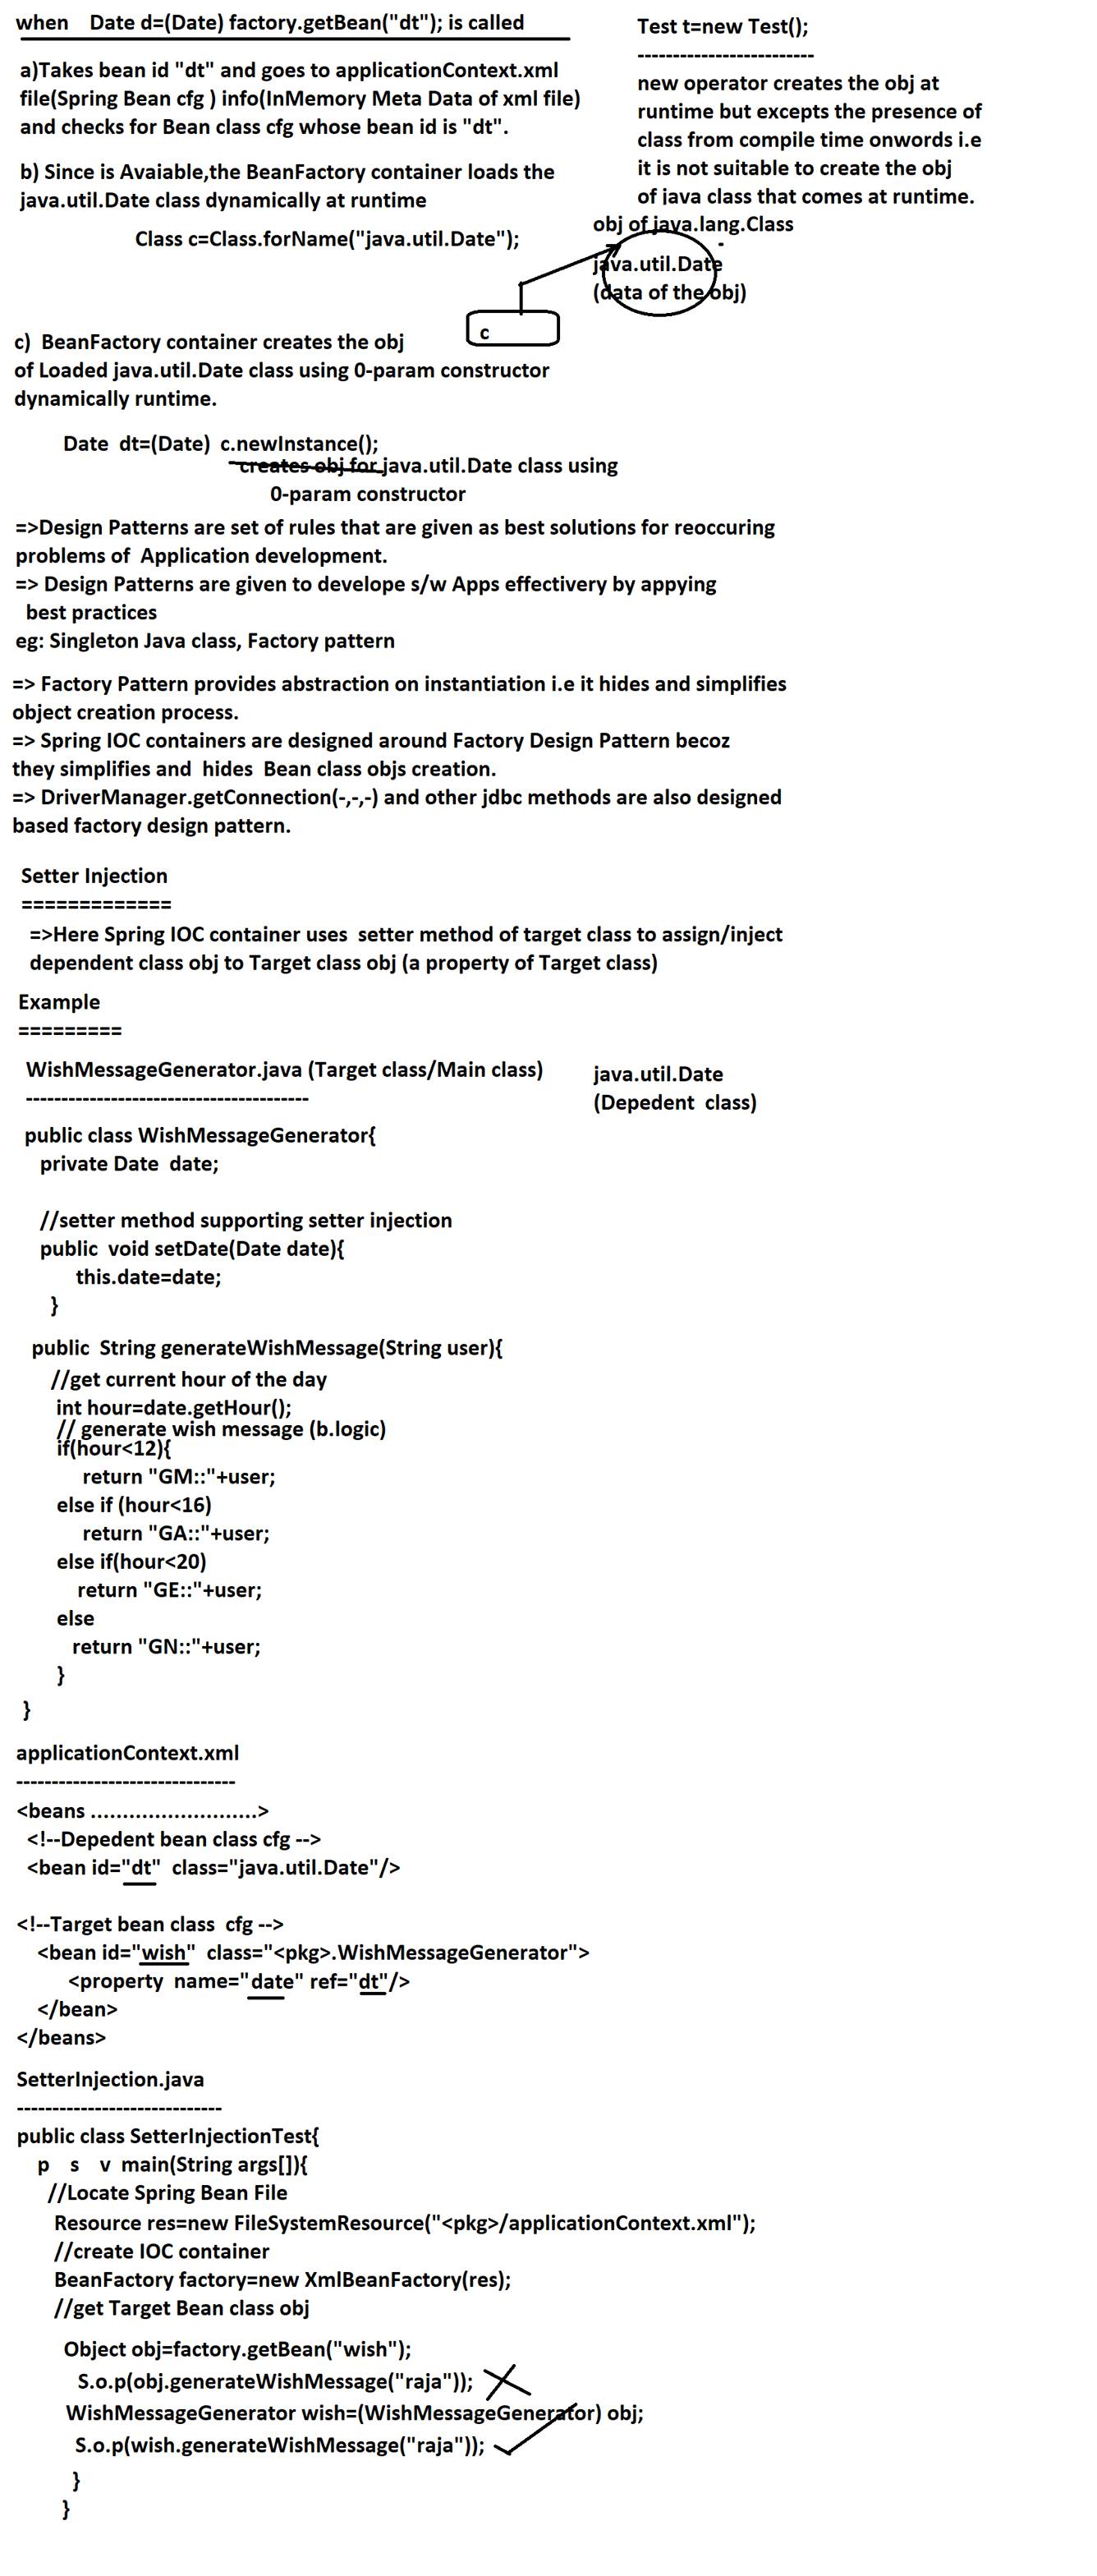 when    Date d=(Date) factory.getBean("dt"); is called
a)Takes bean id "dt" and goes to applicationContext.xml
file(Spring Bean cfg ) info(InMemory Meta Data of xml file)
and checks for Bean class cfg whose bean id is "dt".
b) Since is Avaiable,the BeanFactory container loads the
java.util.Date class dynamically at runtime
Class c=Class.forName("java.util.Date");
Test t=new Test();
-------------------------
new operator creates the obj at
runtime but excepts the presence of
class from compile time onwords i.e
it is not suitable to create the obj
of java class that comes at runtime.
obj of java.lang.Class
java.util.Date
(data of the obj)
c
c)  BeanFactory container creates the obj
of Loaded java.util.Date class using 0-param constructor
dynamically runtime.
Date  dt=(Date)  c.newInstance();
creates obj for java.util.Date class using
0-param constructor
=>Design Patterns are set of rules that are given as best solutions for reoccuring
problems of  Application development.
=> Design Patterns are given to develope s/w Apps effectivery by appying
best practices
eg: Singleton Java class, Factory pattern
=> Factory Pattern provides abstraction on instantiation i.e it hides and simplifies
object creation process.
=> Spring IOC containers are designed around Factory Design Pattern becoz
they simplifies and  hides  Bean class objs creation.
=> DriverManager.getConnection(-,-,-) and other jdbc methods are also designed
based factory design pattern.
Setter Injection
=============
=>Here Spring IOC container uses  setter method of target class to assign/inject
dependent class obj to Target class obj (a property of Target class)
Example
=========
WishMessageGenerator.java (Target class/Main class)
----------------------------------------
java.util.Date
(Depedent  class)
public class WishMessageGenerator{
private Date  date;
//setter method supporting setter injection
public  void setDate(Date date){
this.date=date;
}
public  String generateWishMessage(String user){
//get current hour of the day
int hour=date.getHour();
// generate wish message (b.logic)
if(hour<12){
return "GM::"+user;
else if (hour<16)
return "GA::"+user;
else if(hour<20)
return "GE::"+user;
else
return "GN::"+user;
}
}
applicationContext.xml
-------------------------------
<beans ..........................>
<!--Depedent bean class cfg -->
<bean id="dt"  class="java.util.Date"/>
<!--Target bean class  cfg -->
<bean id="wish"  class="<pkg>.WishMessageGenerator">
<property  name="date" ref="dt"/>
</bean>
</beans>
SetterInjection.java
-----------------------------
public class SetterInjectionTest{
p    s    v  main(String args[]){
//Locate Spring Bean File
Resource res=new FileSystemResource("<pkg>/applicationContext.xml");
//create IOC container
BeanFactory factory=new XmlBeanFactory(res);
//get Target Bean class obj
Object obj=factory.getBean("wish");
S.o.p(obj.generateWishMessage("raja"));
WishMessageGenerator wish=(WishMessageGenerator) obj;
S.o.p(wish.generateWishMessage("raja"));
}
}